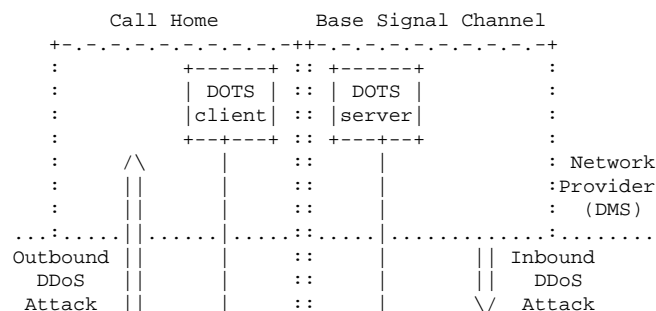 Call Home Base Signal Channel
DOTS DOTS
client server
Network
Provider
(DMS)
Outbound Inbound
DDoS DDoS
Attack Attack